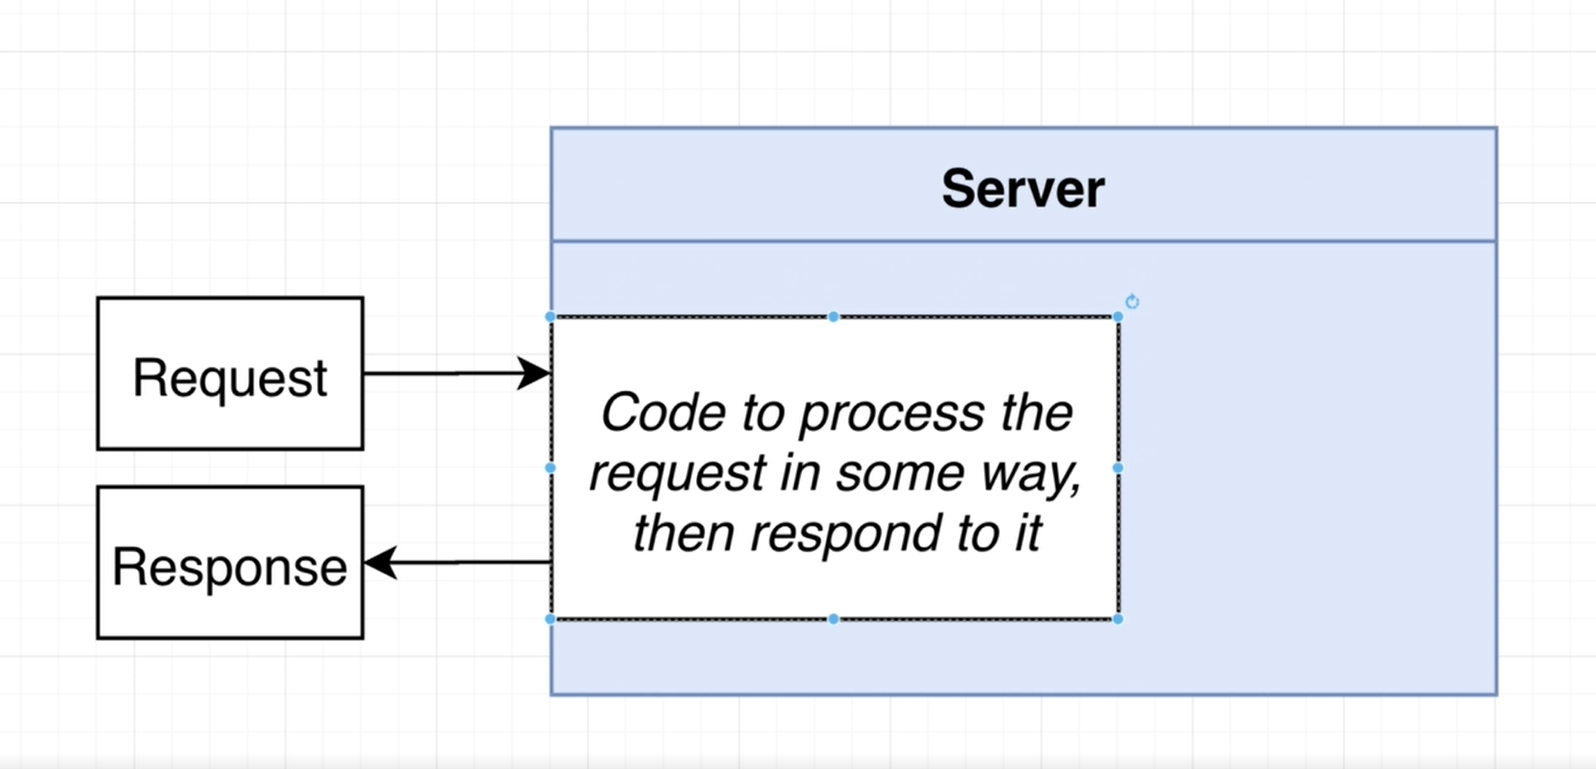 Server
Request
Code to process the
request in some way,
then respond to it
Response